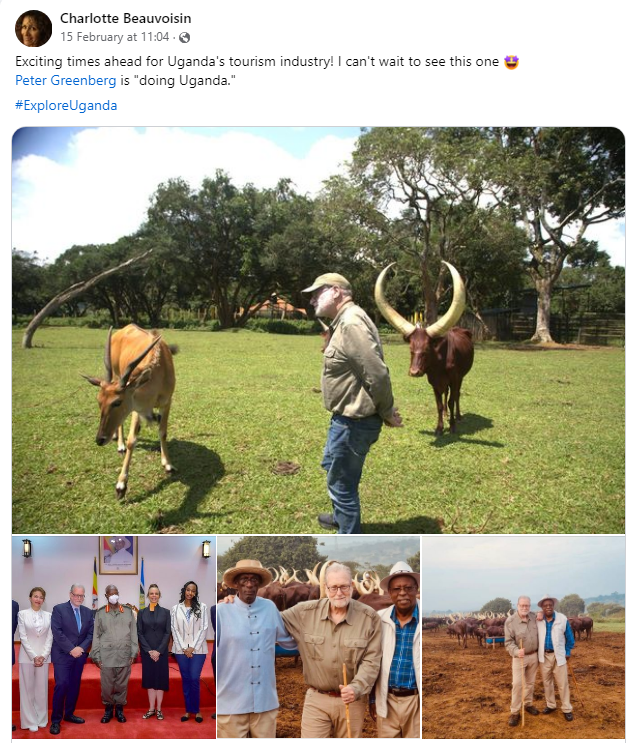 Charlotte Beauvoisin
15 February at 11:04 ·
Exciting times ahead for Uganda's tourism industry! I can't wait to see this one 🤩
Peter Greenberg is "doing Uganda."
#ExploreUganda